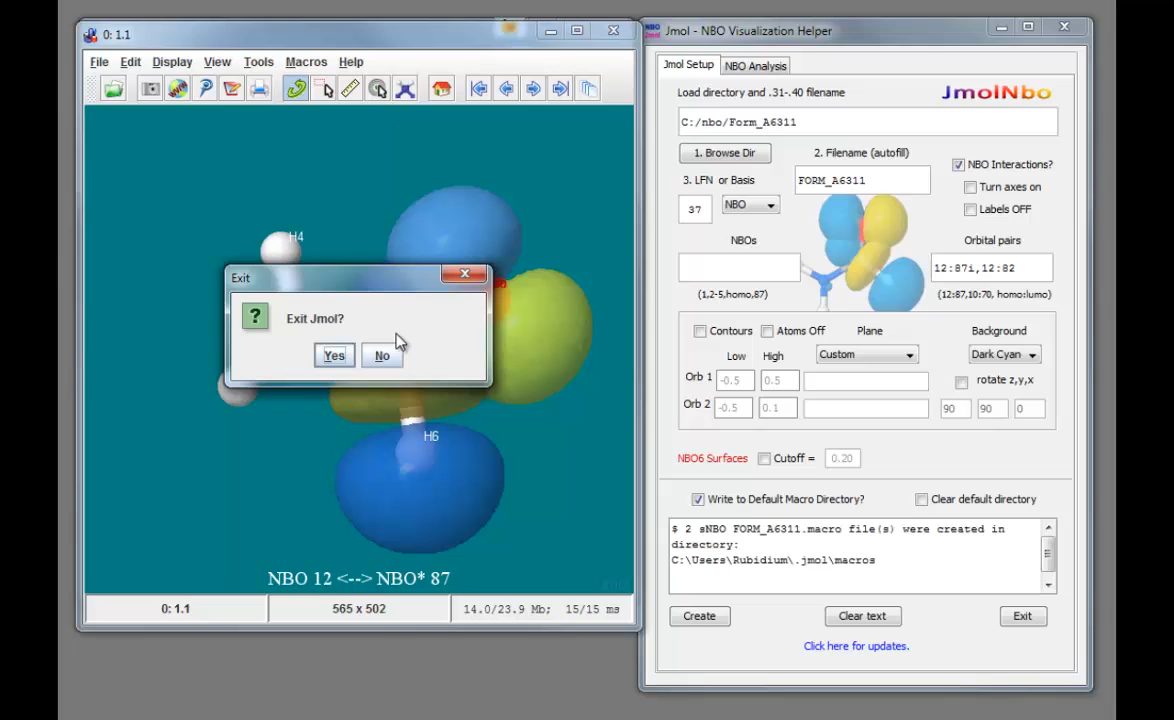 0: 1.1
File Edit Display View Tools Macros Help
H4
Exit
Exit Jmol?
Yes No
H6
NBO 12 <--> NBO* 87
0: 1.1 565 x 502 14.0/23.9 Mb; 15/15 ms
NBO Jmol
Jmol - NBO Visualization Helper
Jmol Setup NBO Analysis
Load directory and .31-.40 filename JmolNbo
C:/nbo/Form_A6311
1. Browse Dir 2. Filename (autofill) NBO Interactions?
3. LFN or Basis FORM_A6311 Turn axes on
37 NBO Labels OFF
NBOs Orbital pairs
12:87i,12:82
(1,2-5,homo,87) (12:87,10:70, homo:lumo)
Contours Atoms Off Plane Background
Low High Custom Dark Cyan
Orb 1 -0.5 0.5 rotate z,y,x
Orb 2 -0.5 0.1 90 90 0
NBO6 Surfaces Cutoff = 0.20
Write to Default Macro Directory? Clear default directory
$ 2 sNBO FORM_A6311.macro file(s) were created in
directory:
C:\Users\Rubidium\.jmol\macros
Create Clear text Exit
Click here for updates.